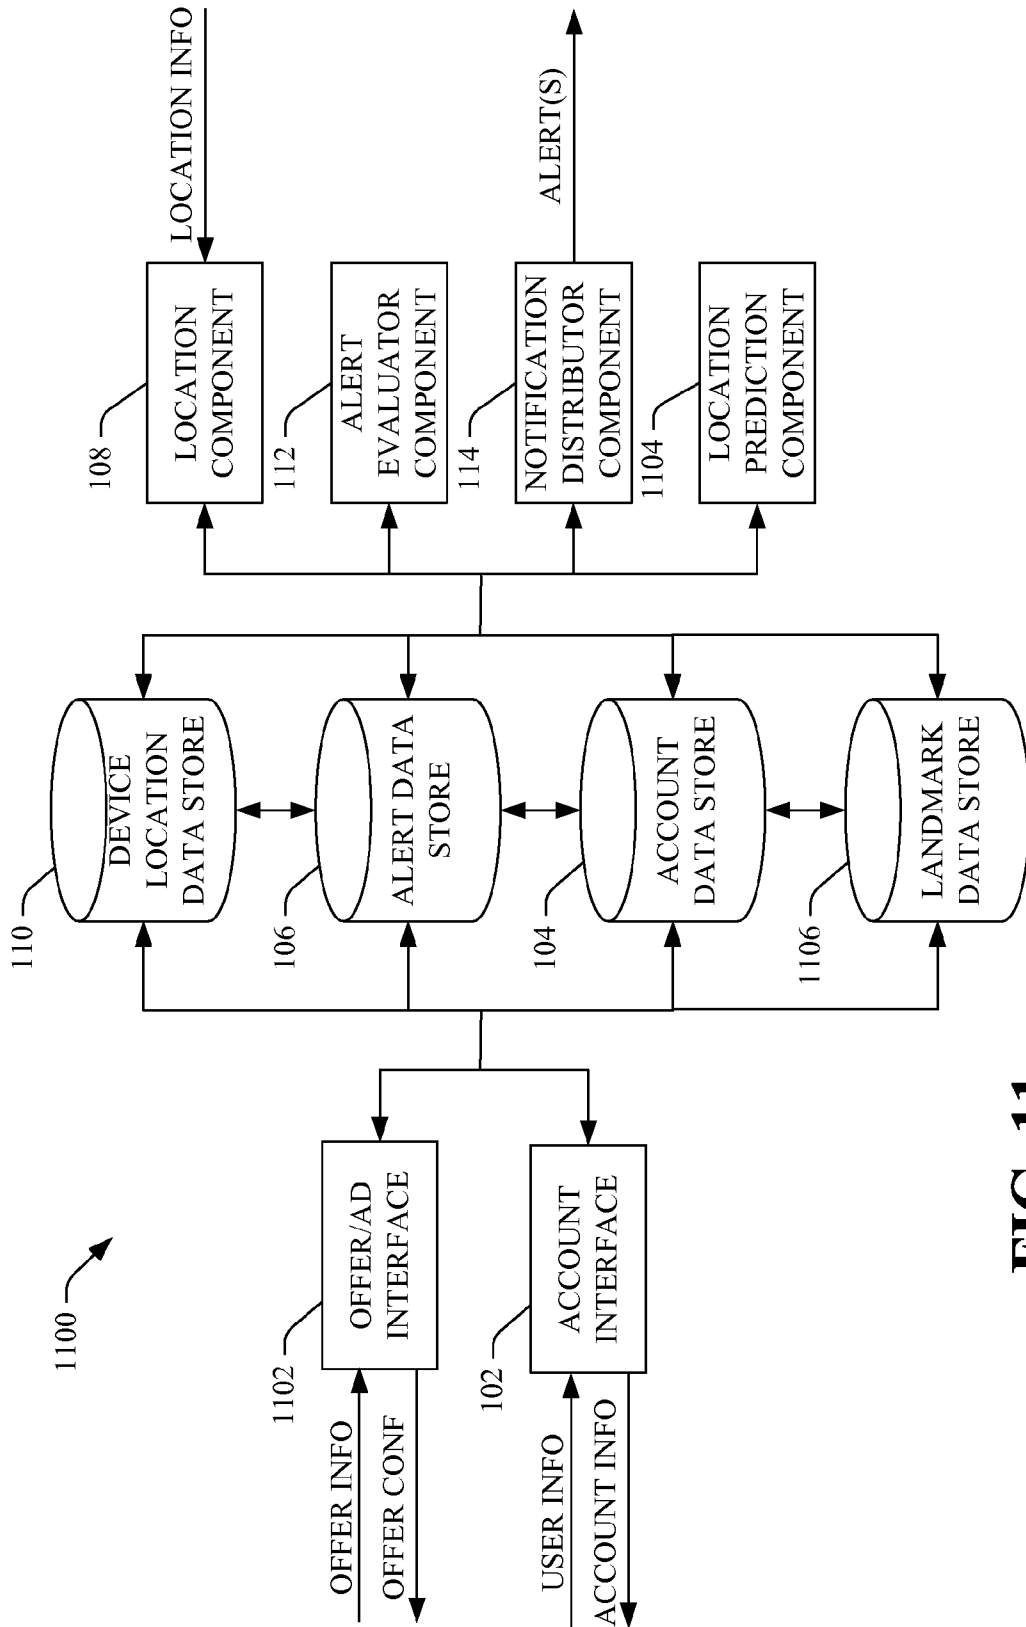 1100
OFFER INFO
OFFER CONF
1102
OFFER/AD
INTERFACE
USER INFO
ACCOUNT INFO
102
ACCOUNT
INTERFACE
110
DEVICE
LOCATION
DATA STORE
106
ALERT DATA
STORE
104
ACCOUNT
DATA STORE
1106
LANDMARK
DATA STORE
108
LOCATION
COMPONENT
LOCATION INFO
112
ALERT
EVALUATOR
COMPONENT
114
NOTIFICATION
DISTRIBUTOR
COMPONENT
ALERT(S)
1104
LOCATION
PREDICTION
COMPONENT
FIG. 11